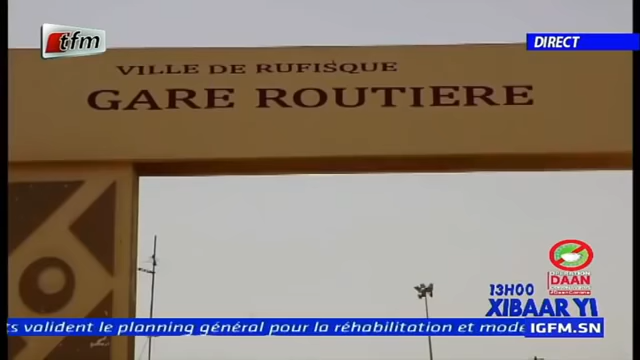 tfm
DIRECT
VILLE DE RUFISQUE
GARE ROUTIERE
DAAN
13H00
XIBAAR YI
ts valident le planning général pour la réhabilitation et mode
IGFM.SN